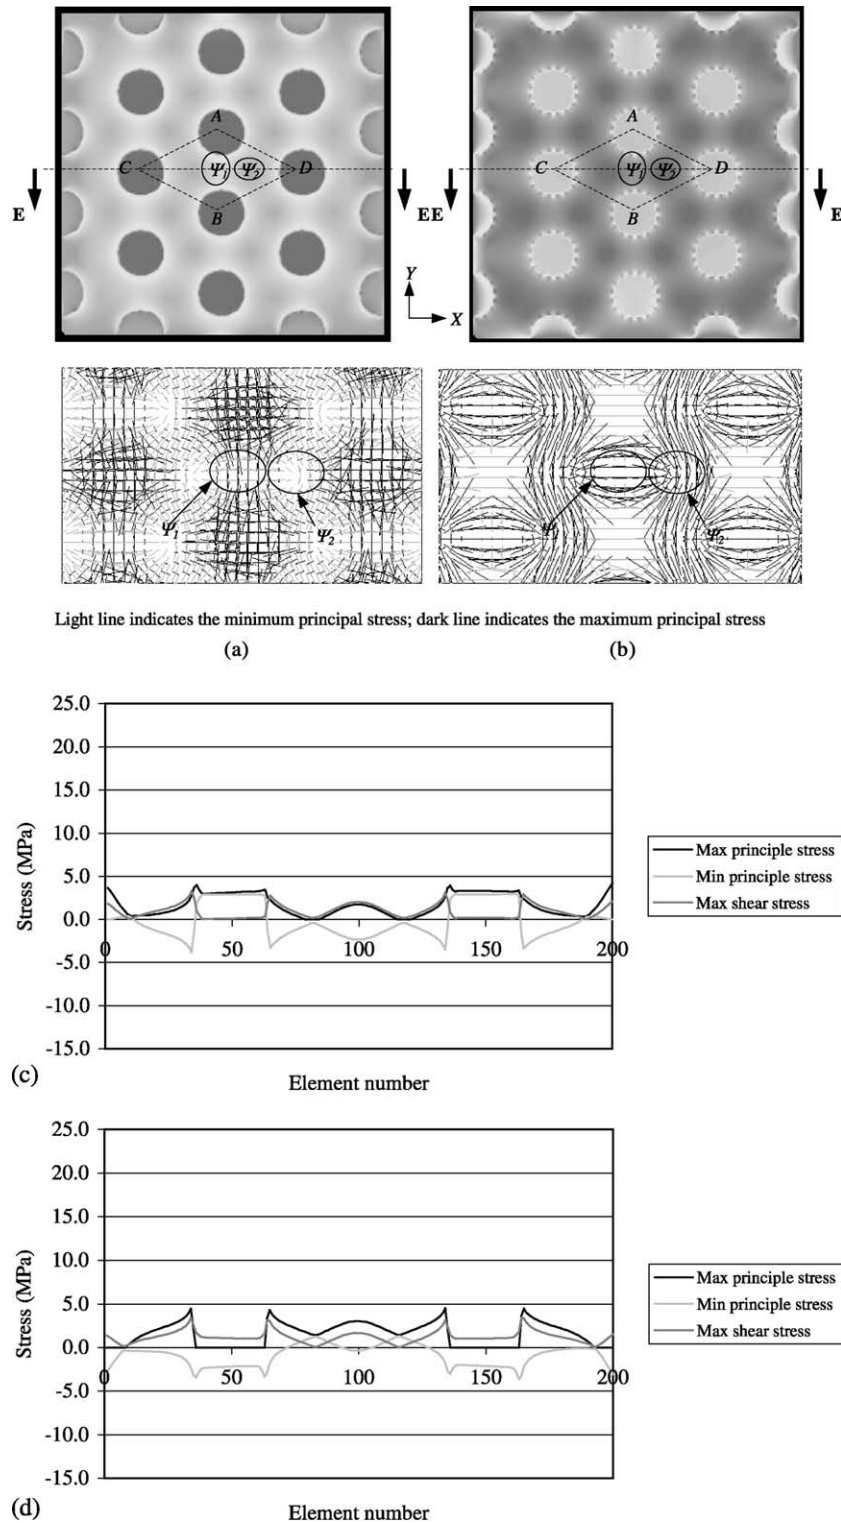 A
C Ψ1 Ψ2 D
B
E
E
Y
X
A
C Ψ1 Ψ2 D
B
E
E
Ψ1
Ψ2
Ψ1
Ψ2
Light line indicates the minimum principal stress; dark line indicates the maximum principal stress
(a)
(b)
25.0
20.0
15.0
10.0
5.0
0.0
-5.0
-10.0
-15.0
Stress (MPa)
0 50 100 150 200
Max principle stress
Min principle stress
Max shear stress
(c)
Element number
25.0
20.0
15.0
10.0
5.0
0.0
-5.0
-10.0
-15.0
Stress (MPa)
0 50 100 150 200
Max principle stress
Min principle stress
Max shear stress
(d)
Element number